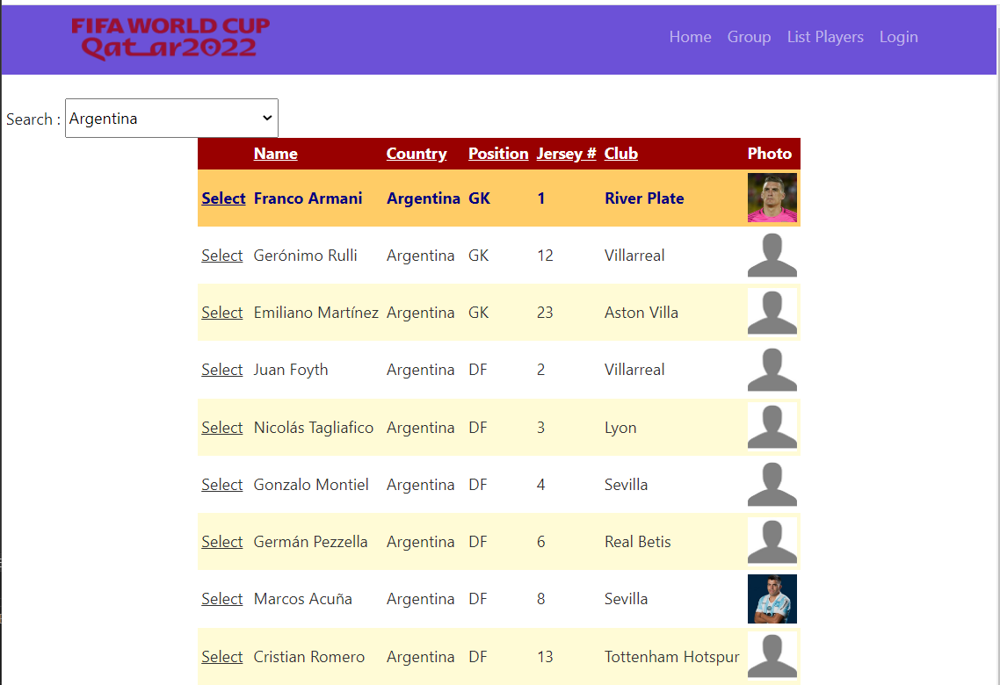 FIFA WORLD CUP
Qatar2022
Home Group List Players Login
Search : Argentina
Name Country Position Jersey # Club Photo
Select Franco Armani Argentina GK 1 River Plate
Select Gerónimo Rulli Argentina GK 12 Villarreal
Select Emiliano Martínez Argentina GK 23 Aston Villa
Select Juan Foyth Argentina DF 2 Villarreal
Select Nicolás Tagliafico Argentina DF 3 Lyon
Select Gonzalo Montiel Argentina DF 4 Sevilla
Select Germán Pezzella Argentina DF 6 Real Betis
Select Marcos Acuña Argentina DF 8 Sevilla
Select Cristian Romero Argentina DF 13 Tottenham Hotspur